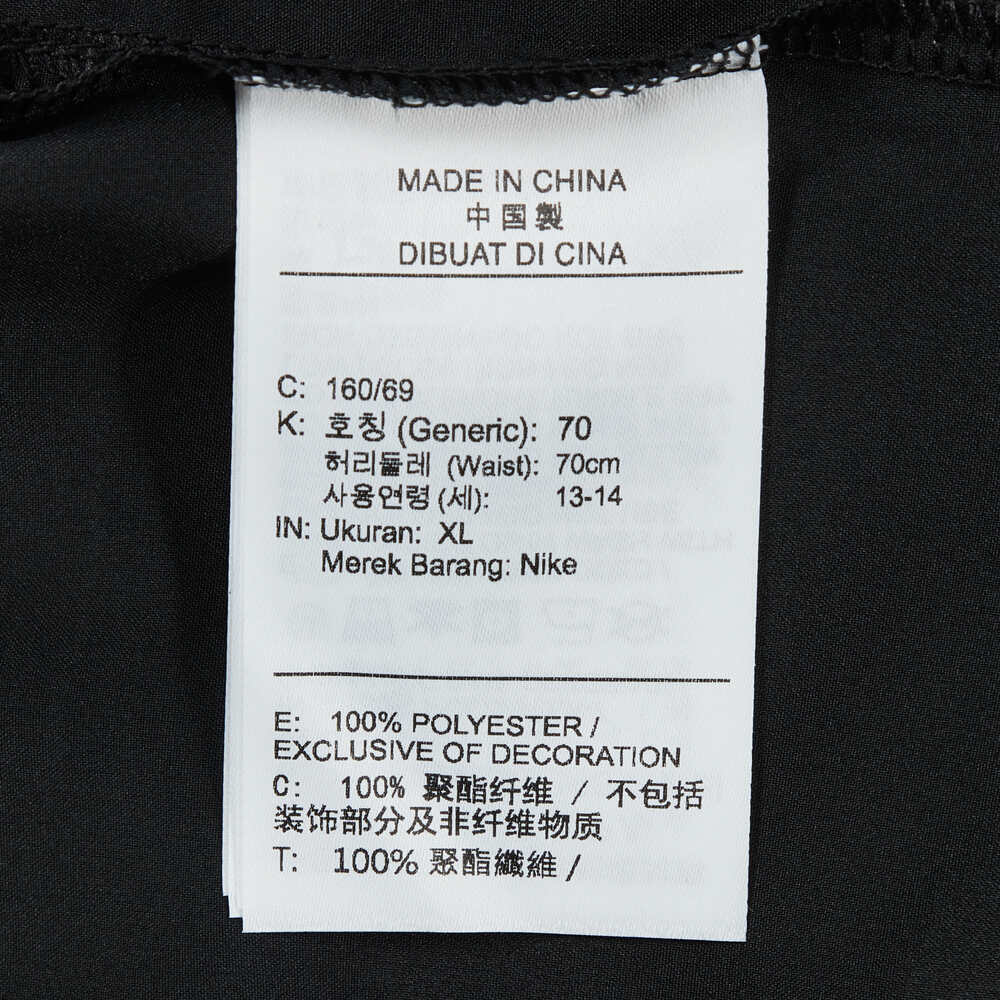 MADE IN CHINA
中国製
DIBUAT DI CINA
C: 160/69
K: 호칭 (Generic): 70
허리둘레 (Waist): 70cm
사용연령 (세): 13-14
IN: Ukuran: XL
Merek Barang: Nike
E: 100% POLYESTER /
EXCLUSIVE OF DECORATION
C: 100% 聚酯纤维 / 不包括
装饰部分及非纤维物质
T: 100% 聚酯纖維 /